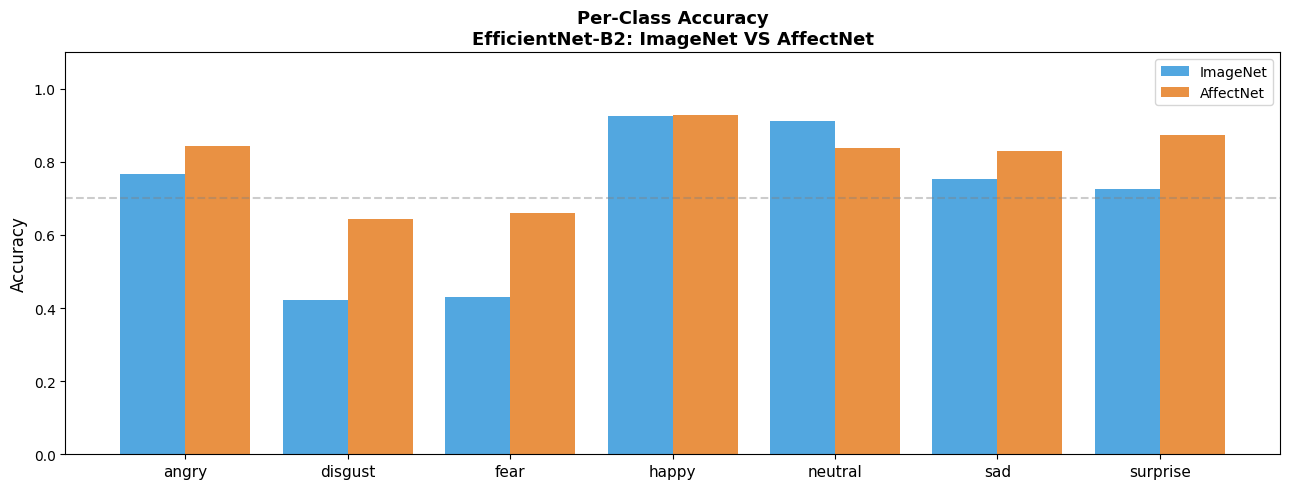 Per-Class Accuracy
EfficientNet-B2: ImageNet VS AffectNet
ImageNet
AffectNet
Accuracy
1.0
0.8
0.6
0.4
0.2
0.0
angry disgust fear happy neutral sad surprise